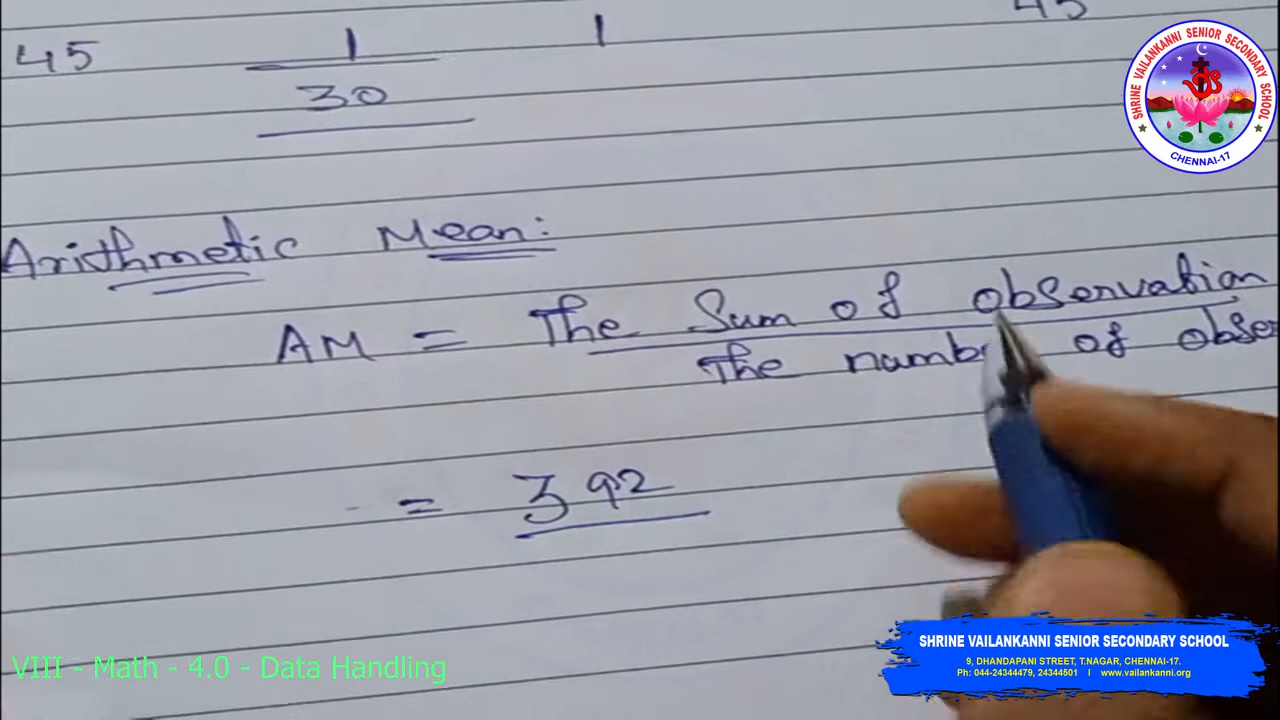 45 1 1 45
30
Arithmetic Mean:
AM = The Sum of observation
The numb of obser
= 392
SHRINE VAILANKANNI SENIOR SECONDARY SCHOOL
CHENNAI-17
VIII - Math - 4.0 - Data Handling
SHRINE VAILANKANNI SENIOR SECONDARY SCHOOL
9, DHANDAPANI STREET, T.NAGAR, CHENNAI-17.
Ph: 044-24344479, 24344501 I www.vailankanni.org